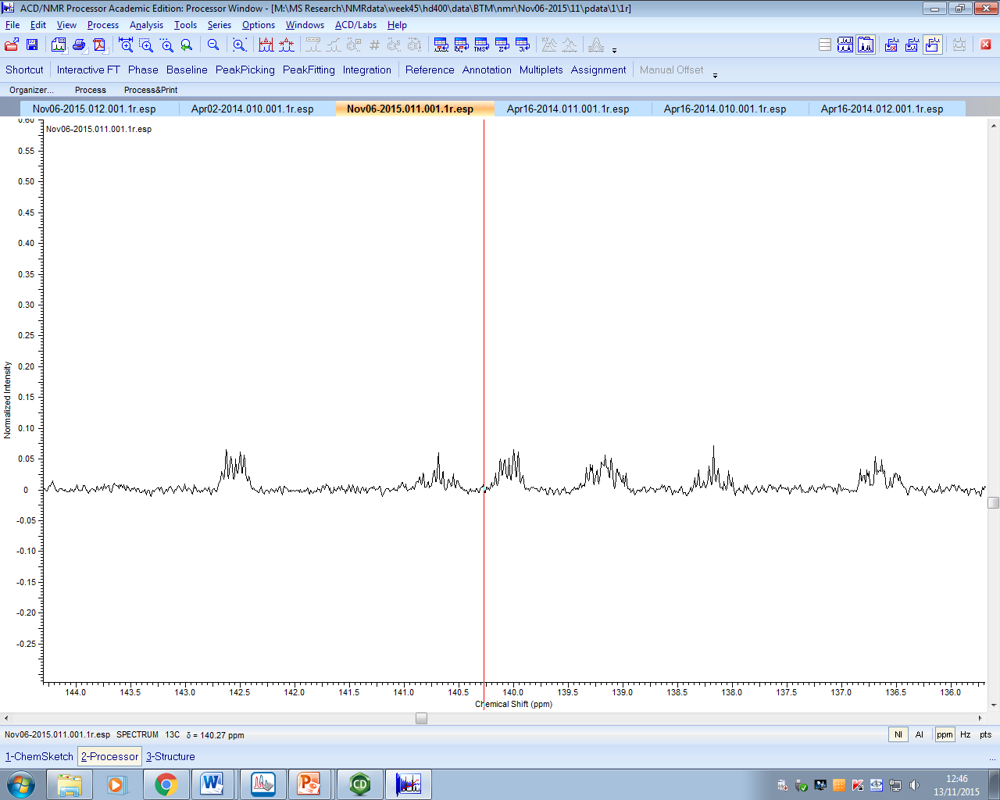 ACD/NMR Processor Academic Edition: Processor Window - [M:\MS Research\NMRdata\week45\hd400\data\BTM\nmr\Nov06-2015\11\pdata\1\1r]
File Edit View Process Analysis Tools Series Options Windows ACD/Labs Help
Shortcut Interactive FT Phase Baseline PeakPicking PeakFitting Integration Reference Annotation Multiplets Assignment Manual Offset
Organizer... Process Process&Print
Nov06-2015.012.001.1r.esp Apr02-2014.010.001.1r.esp Nov06-2015.011.001.1r.esp Apr16-2014.011.001.1r.esp Apr16-2014.010.001.1r.esp Apr16-2014.012.001.1r.esp
Nov06-2015.011.001.1r.esp
0.60
0.55
0.50
0.45
0.40
0.35
0.30
0.25
0.20
0.15
0.10
0.05
0
-0.05
-0.10
-0.15
-0.20
-0.25
Normalized Intensity
144.0 143.5 143.0 142.5 142.0 141.5 141.0 140.5 140.0 139.5 139.0 138.5 138.0 137.5 137.0 136.5 136.0
Chemical Shift (ppm)
Nov06-2015.011.001.1r.esp SPECTRUM 13C δ = 140.27 ppm NI AI ppm Hz pts
1-ChemSketch 2-Processor 3-Structure ...
12:46
13/11/2015